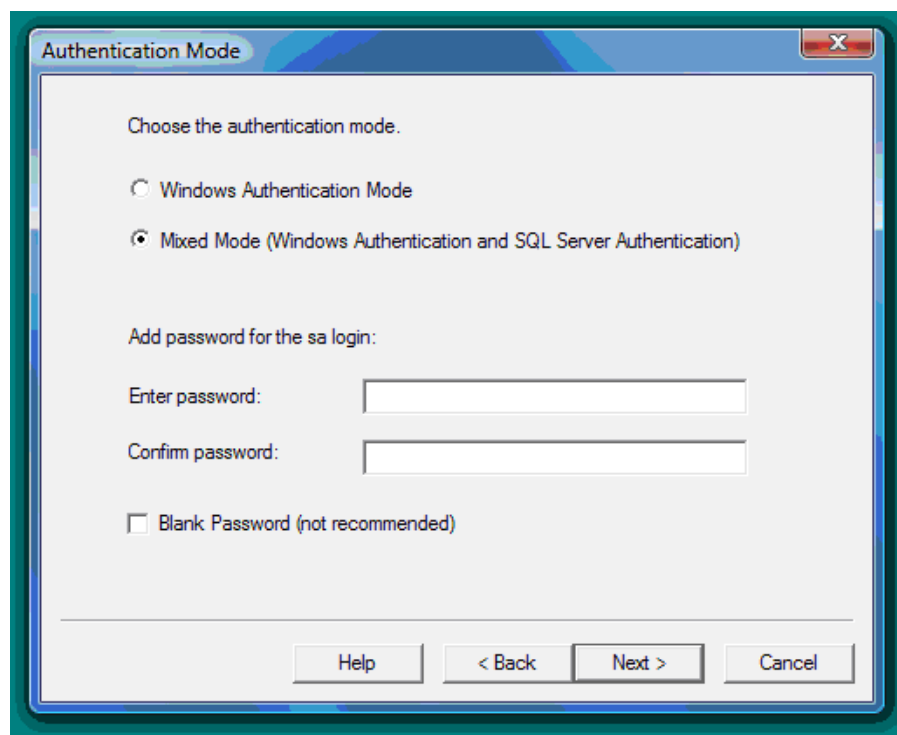 Authentication Mode
Choose the authentication mode.
Windows Authentication Mode
Mixed Mode (Windows Authentication and SQL Server Authentication)
Add password for the sa login:
Enter password:
Confirm password:
Blank Password (not recommended)
Help < Back Next > Cancel